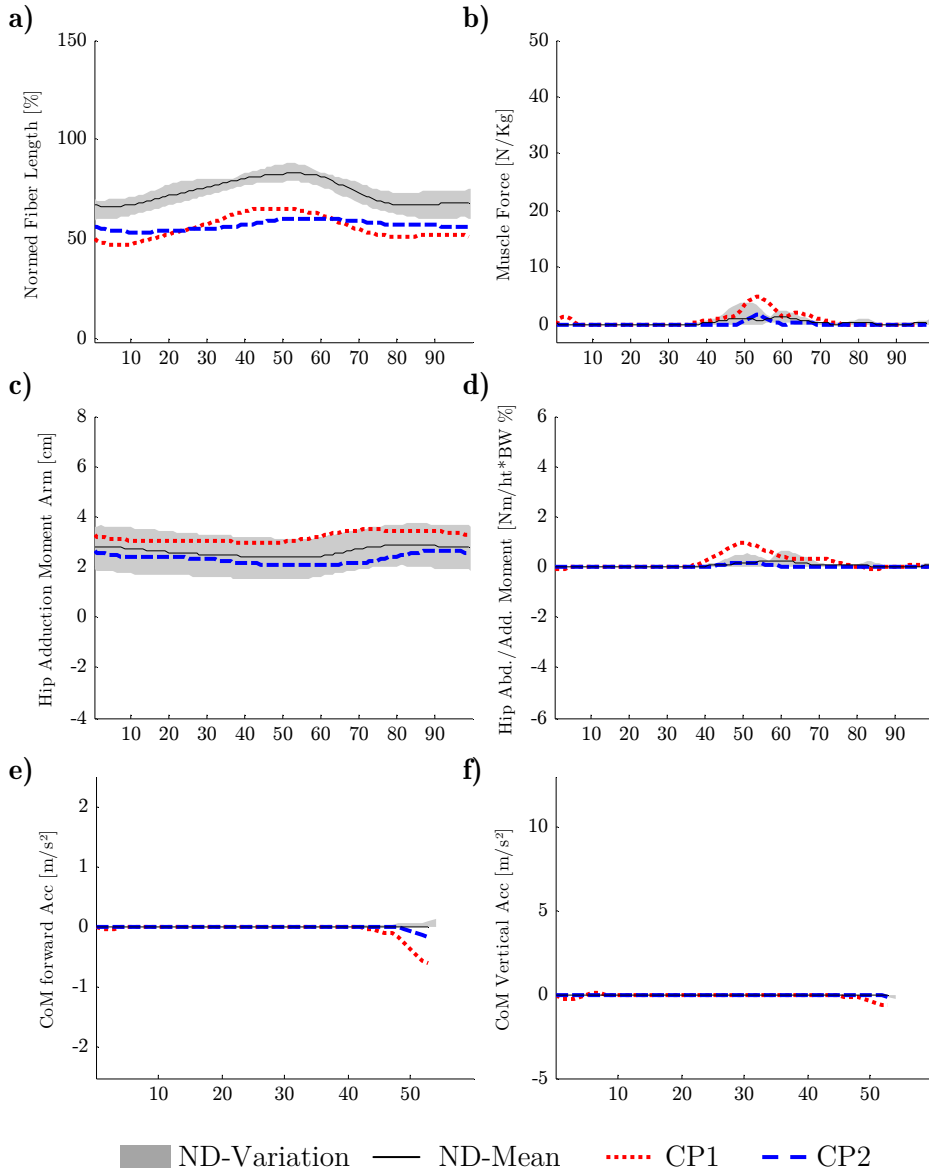 a)
Normed Fiber Length [%]
150
100
50
0
10 20 30 40 50 60 70 80 90
b)
Muscle Force [N/Kg]
50
40
30
20
10
0
10 20 30 40 50 60 70 80 90
c)
Hip Adduction Moment Arm [cm]
8
6
4
2
0
-2
-4
10 20 30 40 50 60 70 80 90
d)
Hip Abd./Add. Moment [Nm/ht*BW %]
6
4
2
0
-2
-4
-6
10 20 30 40 50 60 70 80 90
e)
CoM forward Acc [m/s²]
2
1
0
-1
-2
10 20 30 40 50
f)
CoM Vertical Acc [m/s²]
10
5
0
-5
10 20 30 40 50
ND-Variation ND-Mean CP1 CP2